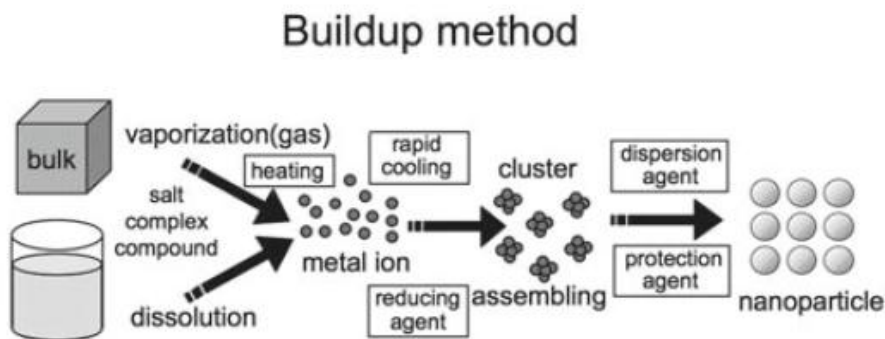 Buildup method
bulk
vaporization(gas)
heating
salt
complex
compound
dissolution
metal ion
rapid
cooling
reducing
agent
cluster
assembling
dispersion
agent
protection
agent
nanoparticle